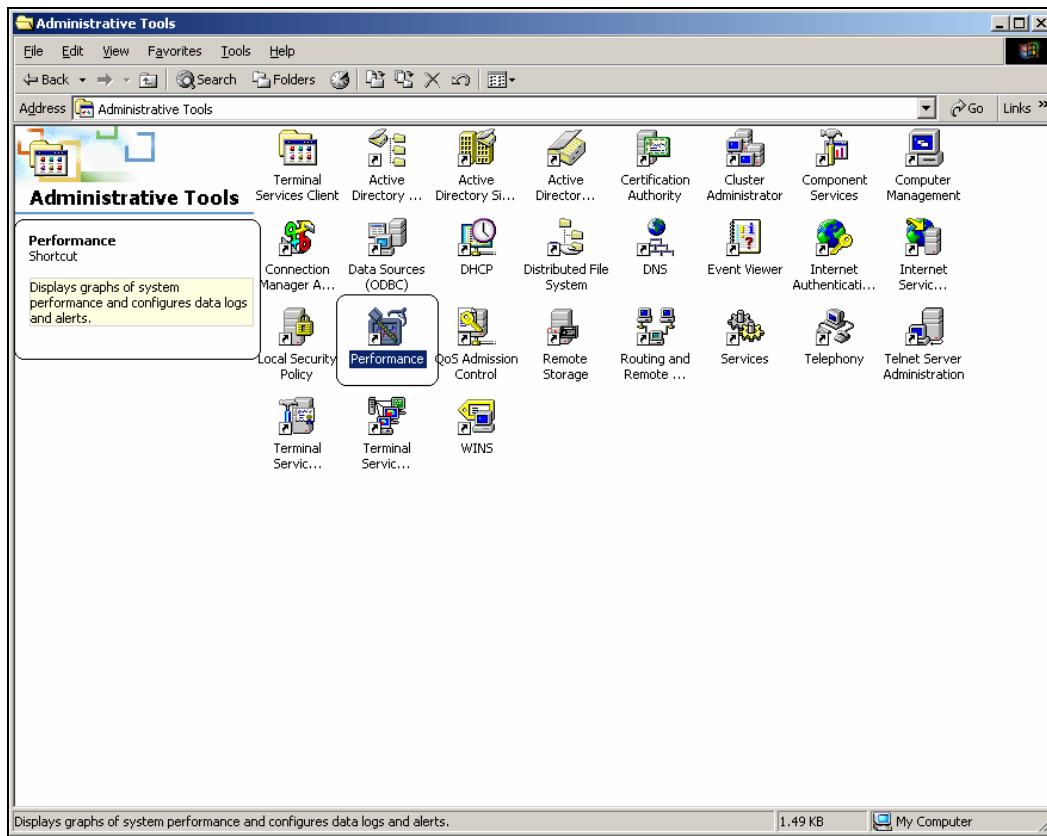 Administrative Tools
File Edit View Favorites Tools Help
Back Search Folders
Address Administrative Tools Go Links »
Administrative Tools
Performance
Shortcut
Displays graphs of system
performance and configures data logs
and alerts.
Terminal
Services Client
Active
Directory ...
Active
Directory Si...
Active
Director...
Certification
Authority
Cluster
Administrator
Component
Services
Computer
Management
Connection
Manager A...
Data Sources
(ODBC)
DHCP
Distributed File
System
DNS
Event Viewer
Internet
Authenticati...
Internet
Servic...
Local Security
Policy
Performance
QoS Admission
Control
Remote
Storage
Routing and
Remote ...
Services
Telephony
Telnet Server
Administration
Terminal
Servic...
Terminal
Servic...
WINS
Displays graphs of system performance and configures data logs and alerts. 1.49 KB My Computer